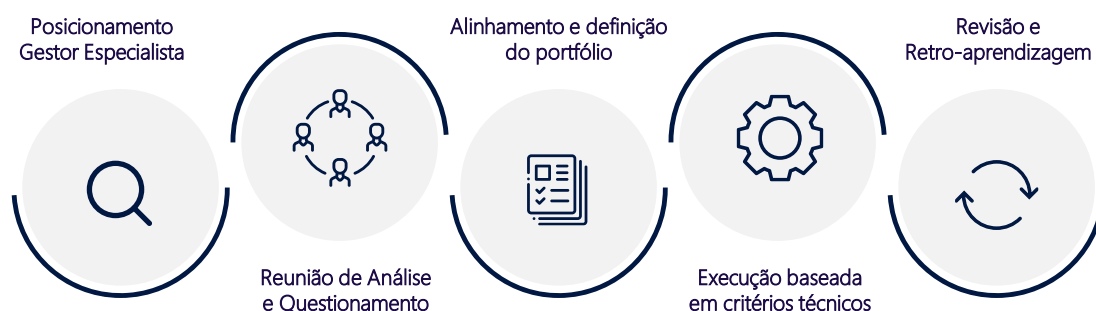 Posicionamento
Gestor Especialista
Reunião de Análise
e Questionamento
Alinhamento e definição
do portfólio
Execução baseada
em critérios técnicos
Revisão e
Retro-aprendizagem